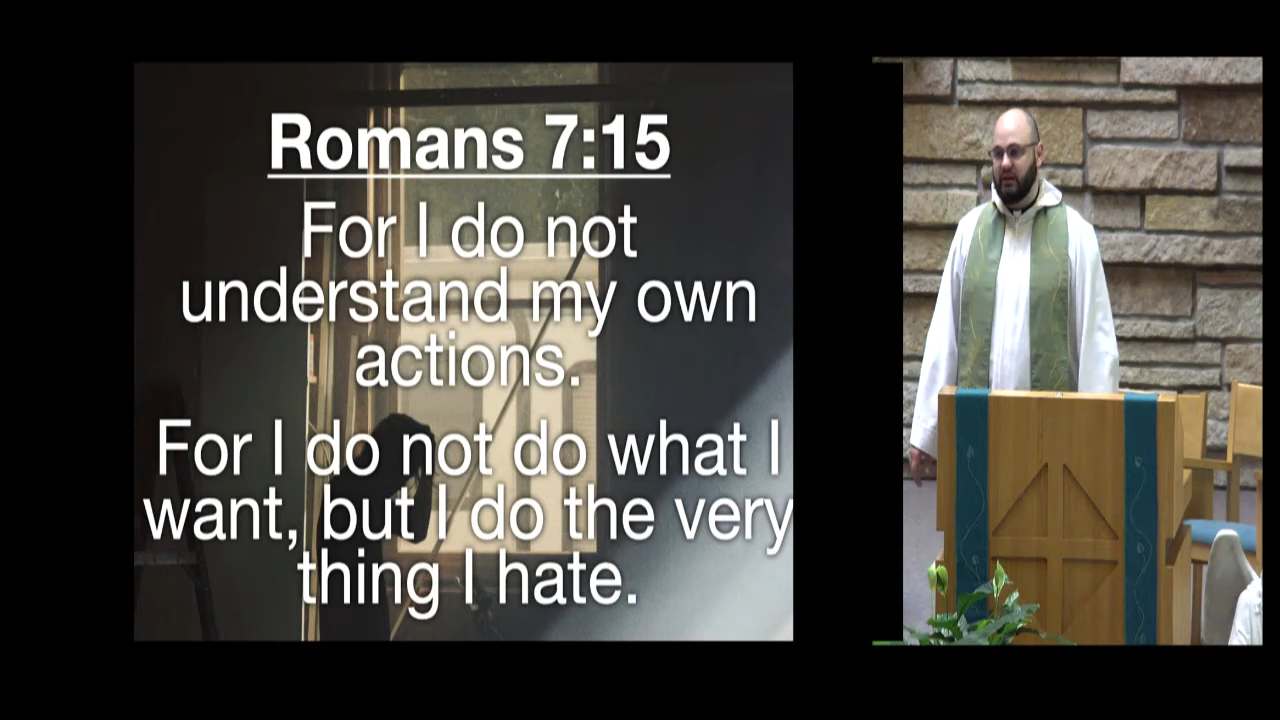 Romans 7:15
For I do not
understand my own
actions.
For I do not do what I
want, but I do the very
thing I hate.